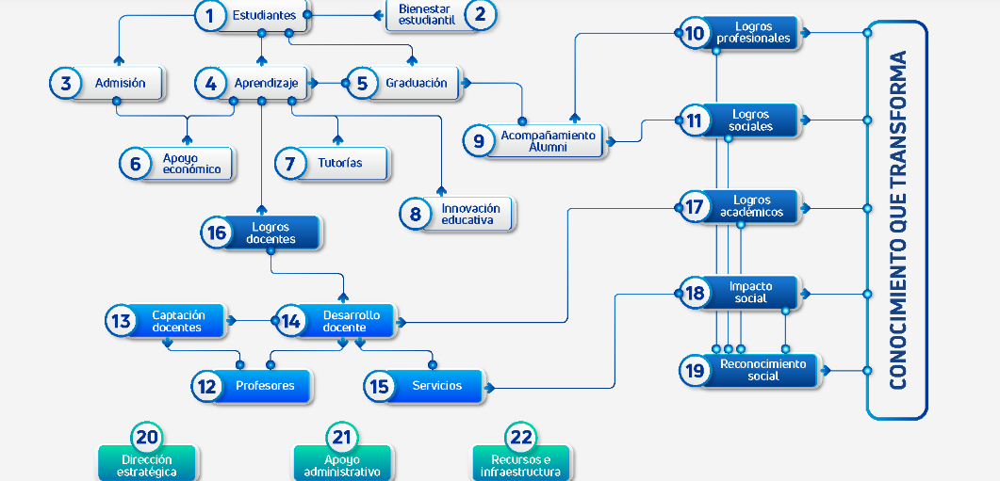 1 Estudiantes
Bienestar
estudiantil 2
3 Admisión
4 Aprendizaje
5 Graduación
6 Apoyo
económico
7 Tutorías
8 Innovación
educativa
9 Acompañamiento
Alumni
10 Logros
profesionales
11 Logros
sociales
16 Logros
docentes
17 Logros
académicos
13 Captación
docentes
14 Desarrollo
docente
12 Profesores
15 Servicios
18 Impacto
social
19 Reconocimiento
social
CONOCIMIENTO QUE TRANSFORMA
20
Dirección
estratégica
21
Apoyo
administrativo
22
Recursos e
infraestructura